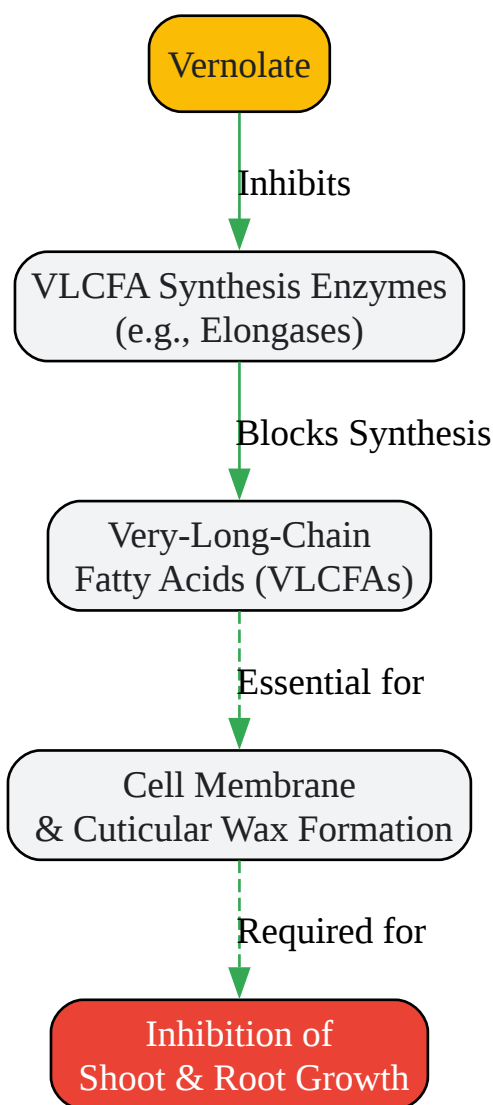 Vernolate
Inhibits
VLCFA Synthesis Enzymes
(e.g., Elongases)
Blocks Synthesis
Very-Long-Chain
Fatty Acids (VLCFAs)
Essential for
Cell Membrane
& Cuticular Wax Formation
Required for
Inhibition of
Shoot & Root Growth